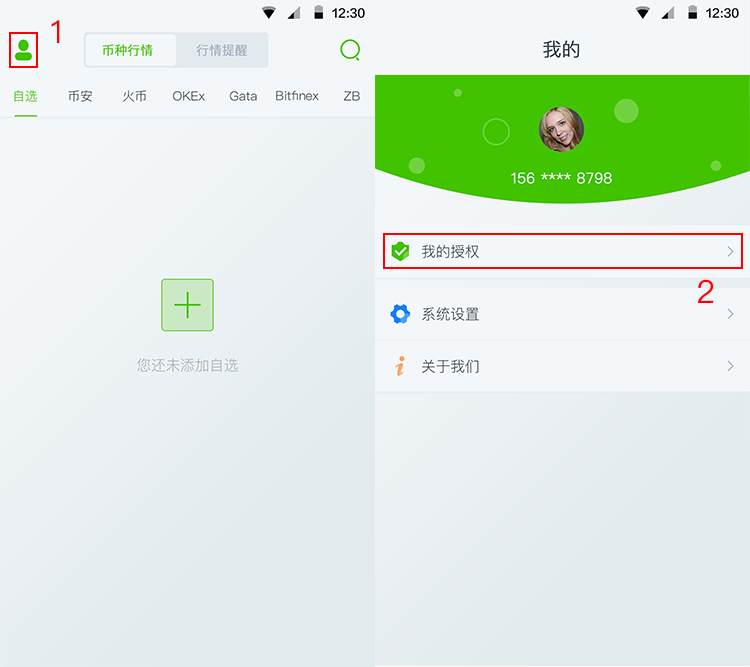 12:30
1
币种行情 行情提醒
自选 币安 火币 OKEx Gata Bitfinex ZB
您还未添加自选
12:30
我的
156 **** 8798
我的授权
2
系统设置
关于我们